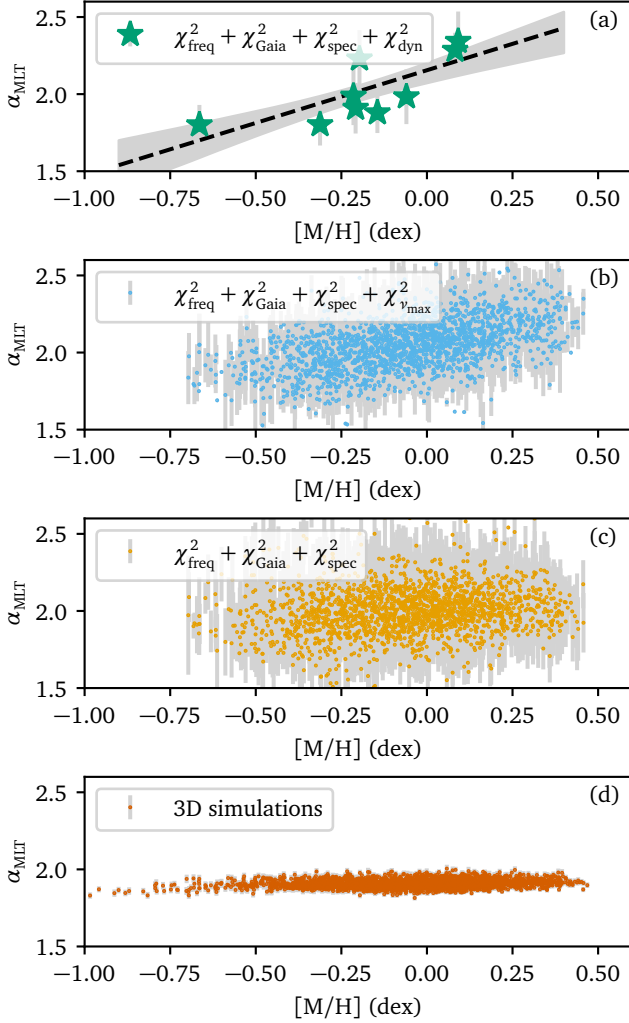 2.5
2.0
1.5
α_MLT
χ²_freq + χ²_Gaia + χ²_spec + χ²_dyn
(a)
−1.00 −0.75 −0.50 −0.25 0.00 0.25 0.50
[M/H] (dex)
2.5
2.0
1.5
α_MLT
χ²_freq + χ²_Gaia + χ²_spec + χ²_ν_max
(b)
−1.00 −0.75 −0.50 −0.25 0.00 0.25 0.50
[M/H] (dex)
2.5
2.0
1.5
α_MLT
χ²_freq + χ²_Gaia + χ²_spec
(c)
−1.00 −0.75 −0.50 −0.25 0.00 0.25 0.50
[M/H] (dex)
2.5
2.0
1.5
α_MLT
3D simulations
(d)
−1.00 −0.75 −0.50 −0.25 0.00 0.25 0.50
[M/H] (dex)